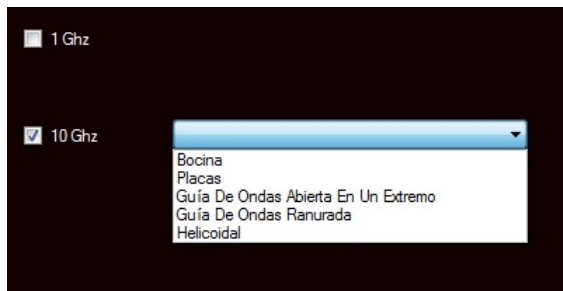 1 Ghz
10 Ghz
Bocina
Placas
Guía De Ondas Abierta En Un Extremo
Guía De Ondas Ranurada
Helicoidal